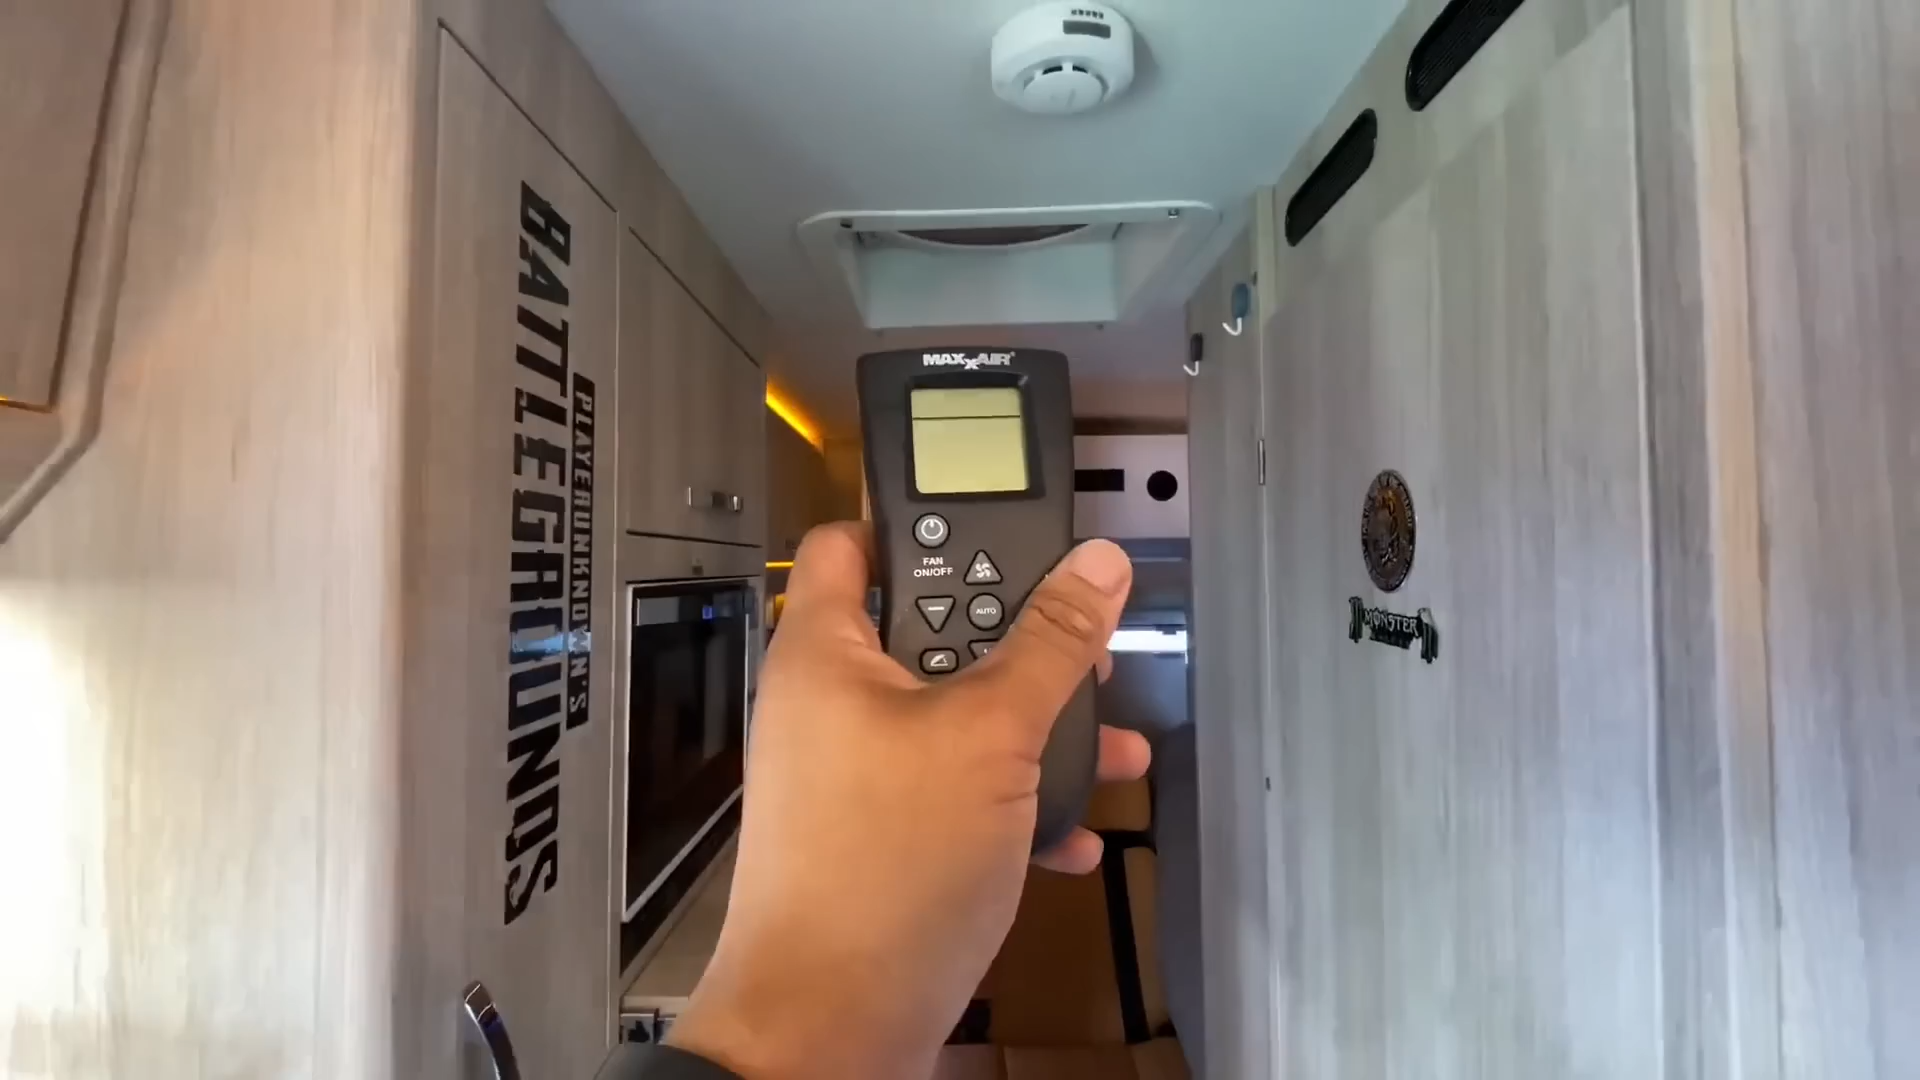 MAXXAIR®
FAN
ON/OFF
AUTO
PLAYERUNKNOWN'S
BATTLEGROUNDS
MONSTER